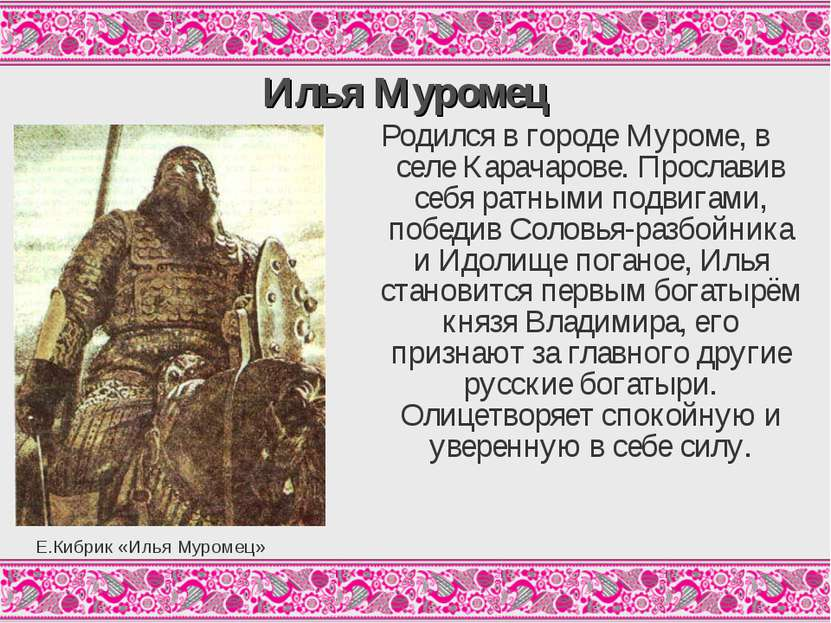 Илья Муромец
Родился в городе Муроме, в
селе Карачарове. Прославив
себя ратными подвигами,
победив Соловья-разбойника
и Идолище поганое, Илья
становится первым богатырём
князя Владимира, его
признают за главного другие
русские богатыри.
Олицетворяет спокойную и
уверенную в себе силу.
Е.Кибрик «Илья Муромец»